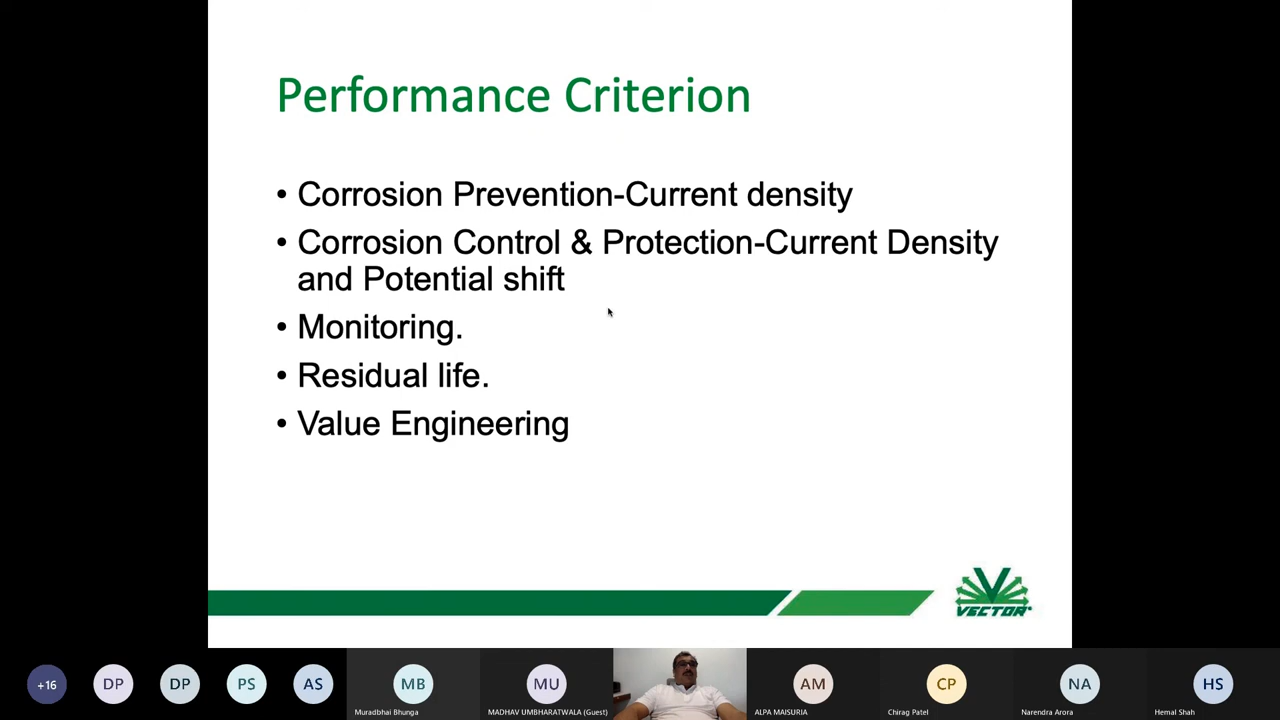 Performance Criterion
• Corrosion Prevention-Current density
• Corrosion Control & Protection-Current Density
and Potential shift
• Monitoring.
• Residual life.
• Value Engineering
VECTOR®
+16
DP
DP
PS
AS
MB
Muradbhai Bhunga
MU
MADHAV UMBHARATWALA (Guest)
AM
ALPA MAISURIA
CP
Chirag Patel
NA
Narendra Arora
HS
Hemal Shah